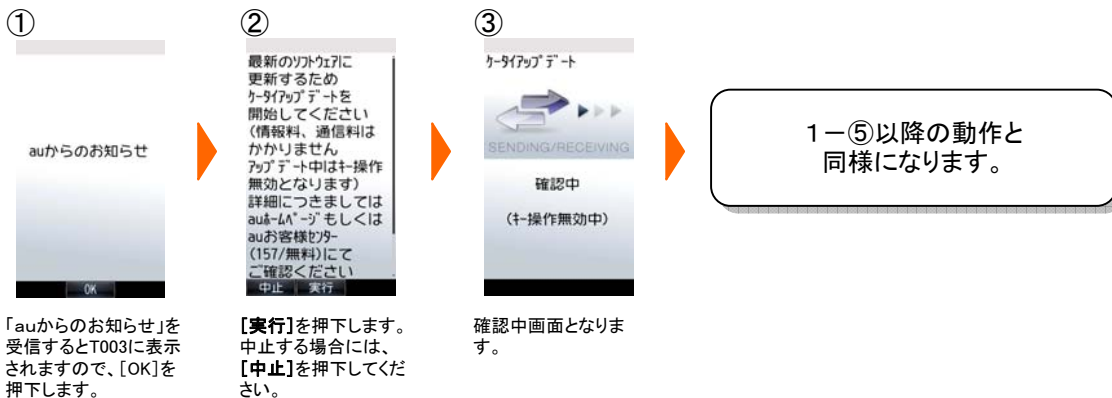 ①
auからのお知らせ
OK
「auからのお知らせ」を
受信するとT003に表示
されますので、[OK]を
押下します。
②
最新のソフトウェアに
更新するため
ケータイアップデートを
開始してください
(情報料、通信料は
かかりません
アップデート中はキー操作
無効となります)
詳細につきましては
auホームページもしくは
auお客様センター
(157/無料)にて
ご確認ください
中止 実行
[実行]を押下します。
中止する場合には、
[中止]を押下してくだ
さい。
③
ケータイアップデート
SENDING/RECEIVING
確認中
(キー操作無効中)
確認中画面となりま
す。
1－⑤以降の動作と
同様になります。